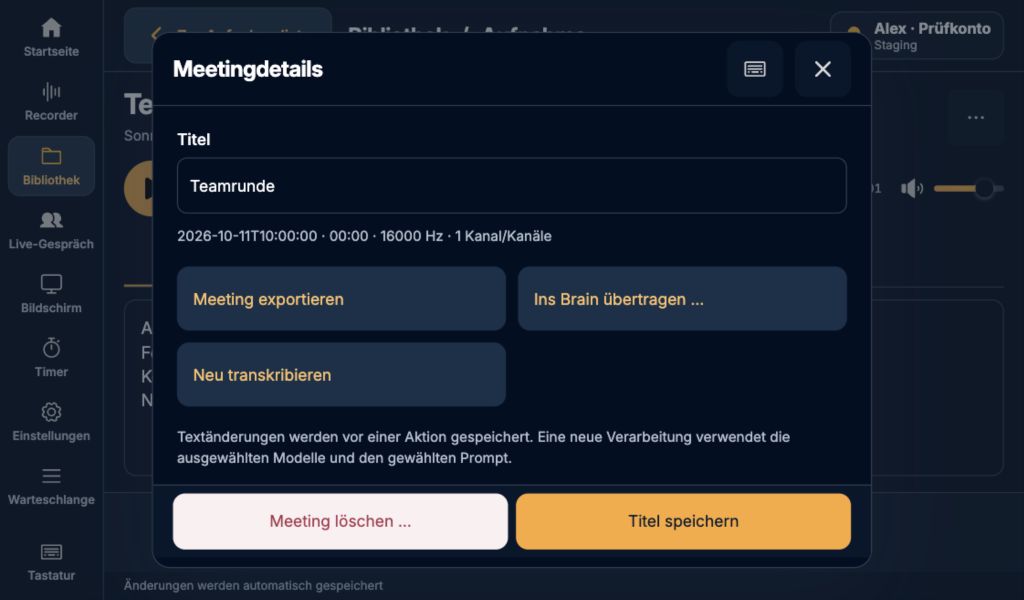 Startseite
Recorder
Bibliothek
Live-Gespräch
Bildschirm
Timer
Einstellungen
Warteschlange
Tastatur
Alex · Prüfkonto
Staging
Meetingdetails
Titel
Teamrunde
2026-10-11T10:00:00 · 00:00 · 16000 Hz · 1 Kanal/Kanäle
Meeting exportieren
Ins Brain übertragen ...
Neu transkribieren
Textänderungen werden vor einer Aktion gespeichert. Eine neue Verarbeitung verwendet die
ausgewählten Modelle und den gewählten Prompt.
Meeting löschen ...
Titel speichern
Änderungen werden automatisch gespeichert